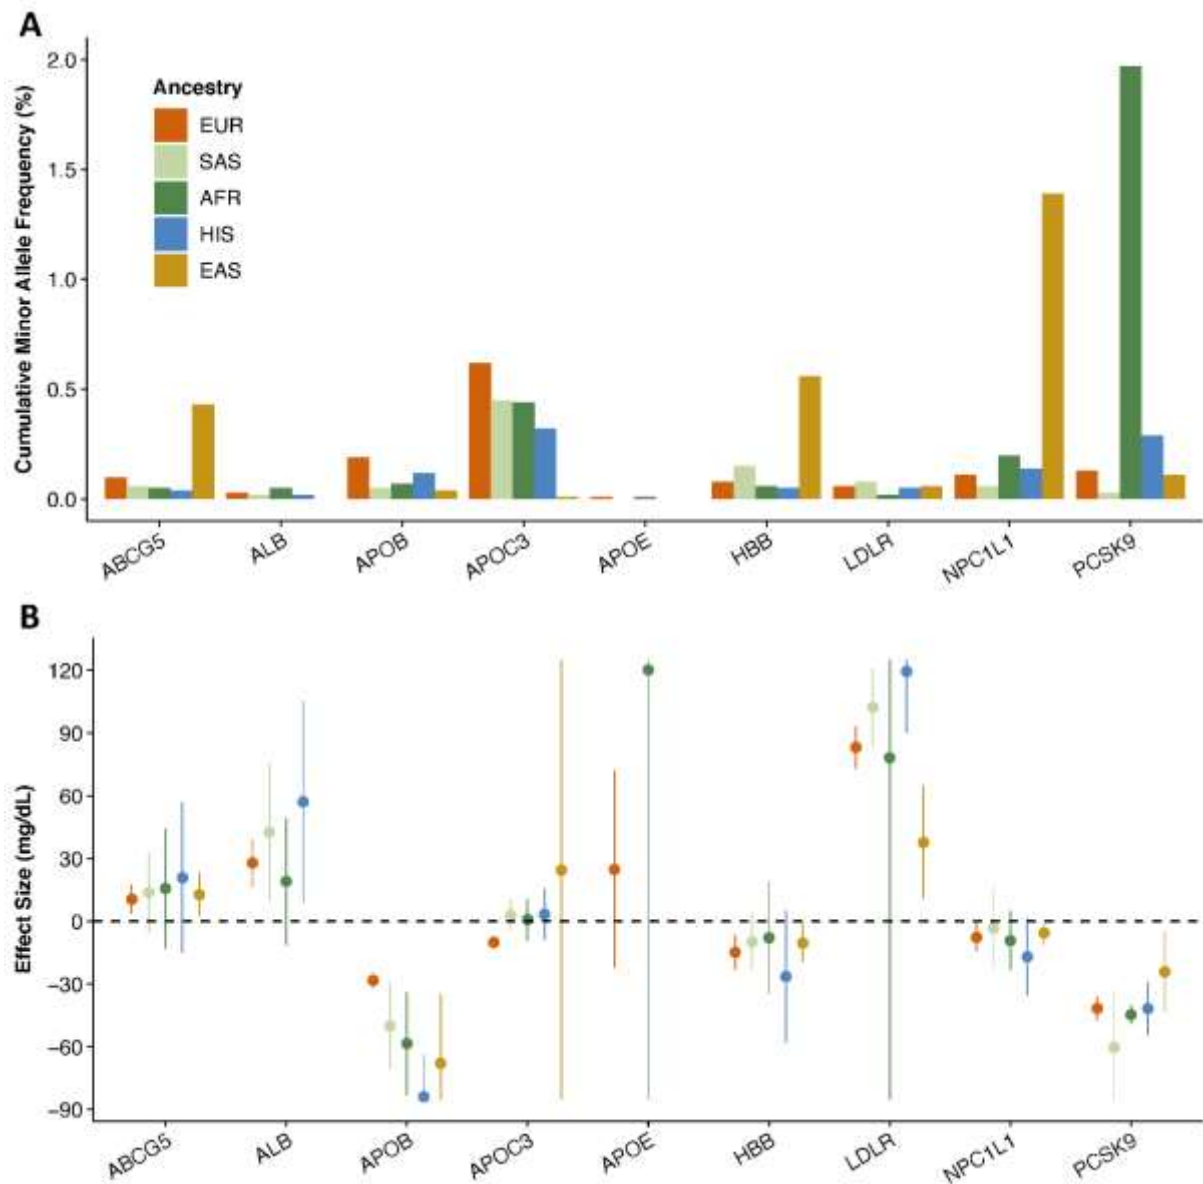 A
Cumulative Minor Allele Frequency (%)
2.0
1.5
1.0
0.5
0.0
Ancestry
EUR
SAS
AFR
HIS
EAS
ABCG5 ALB APOB APOC3 APOE HBB LDLR NPC1L1 PCSK9
B
Effect Size (mg/dL)
120
90
60
30
0
−30
−60
−90
ABCG5 ALB APOB APOC3 APOE HBB LDLR NPC1L1 PCSK9